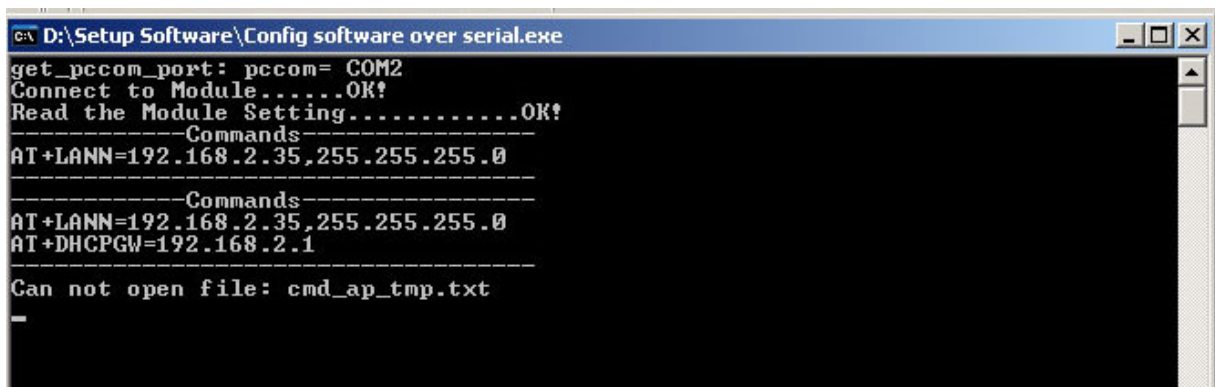 D:\Setup Software\Config software over serial.exe
get_pccom_port: pccom= COM2
Connect to Module......OK!
Read the Module Setting............OK!
------------Commands----------------
AT+LANN=192.168.2.35,255.255.255.0
------------------------------------
------------Commands----------------
AT+LANN=192.168.2.35,255.255.255.0
AT+DHCPGW=192.168.2.1
------------------------------------
Can not open file: cmd_ap_tmp.txt